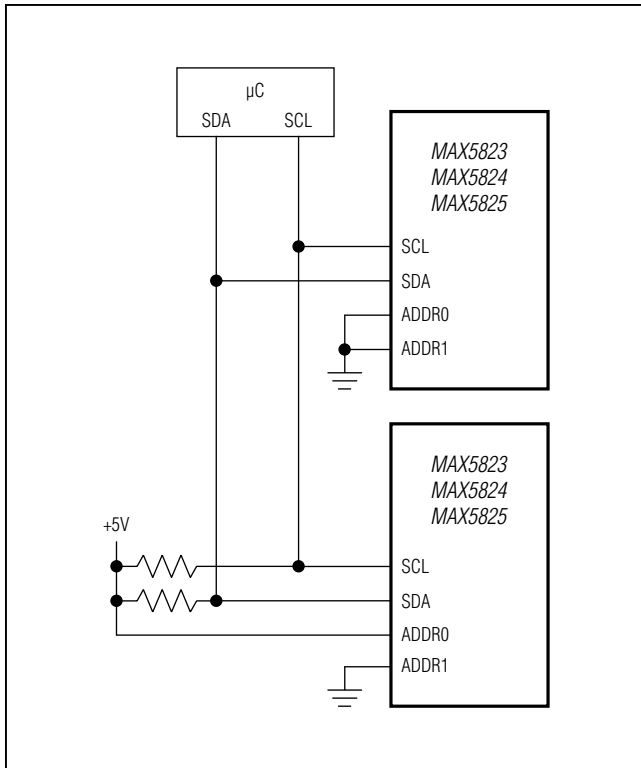 µC
SDA SCL
MAX5823
MAX5824
MAX5825
SCL
SDA
ADDR0
ADDR1
MAX5823
MAX5824
MAX5825
+5V
SCL
SDA
ADDR0
ADDR1